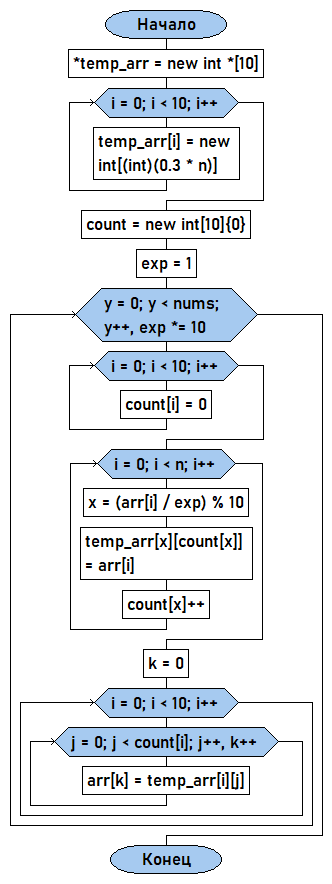 Начало
*temp_arr = new int *[10]
i = 0; i < 10; i++
temp_arr[i] = new
int[(int)(0.3 * n)]
count = new int[10]{0}
exp = 1
y = 0; y < nums;
y++, exp *= 10
i = 0; i < 10; i++
count[i] = 0
i = 0; i < n; i++
x = (arr[i] / exp) % 10
temp_arr[x][count[x]]
= arr[i]
count[x]++
k = 0
i = 0; i < 10; i++
j = 0; j < count[i]; j++, k++
arr[k] = temp_arr[i][j]
Конец